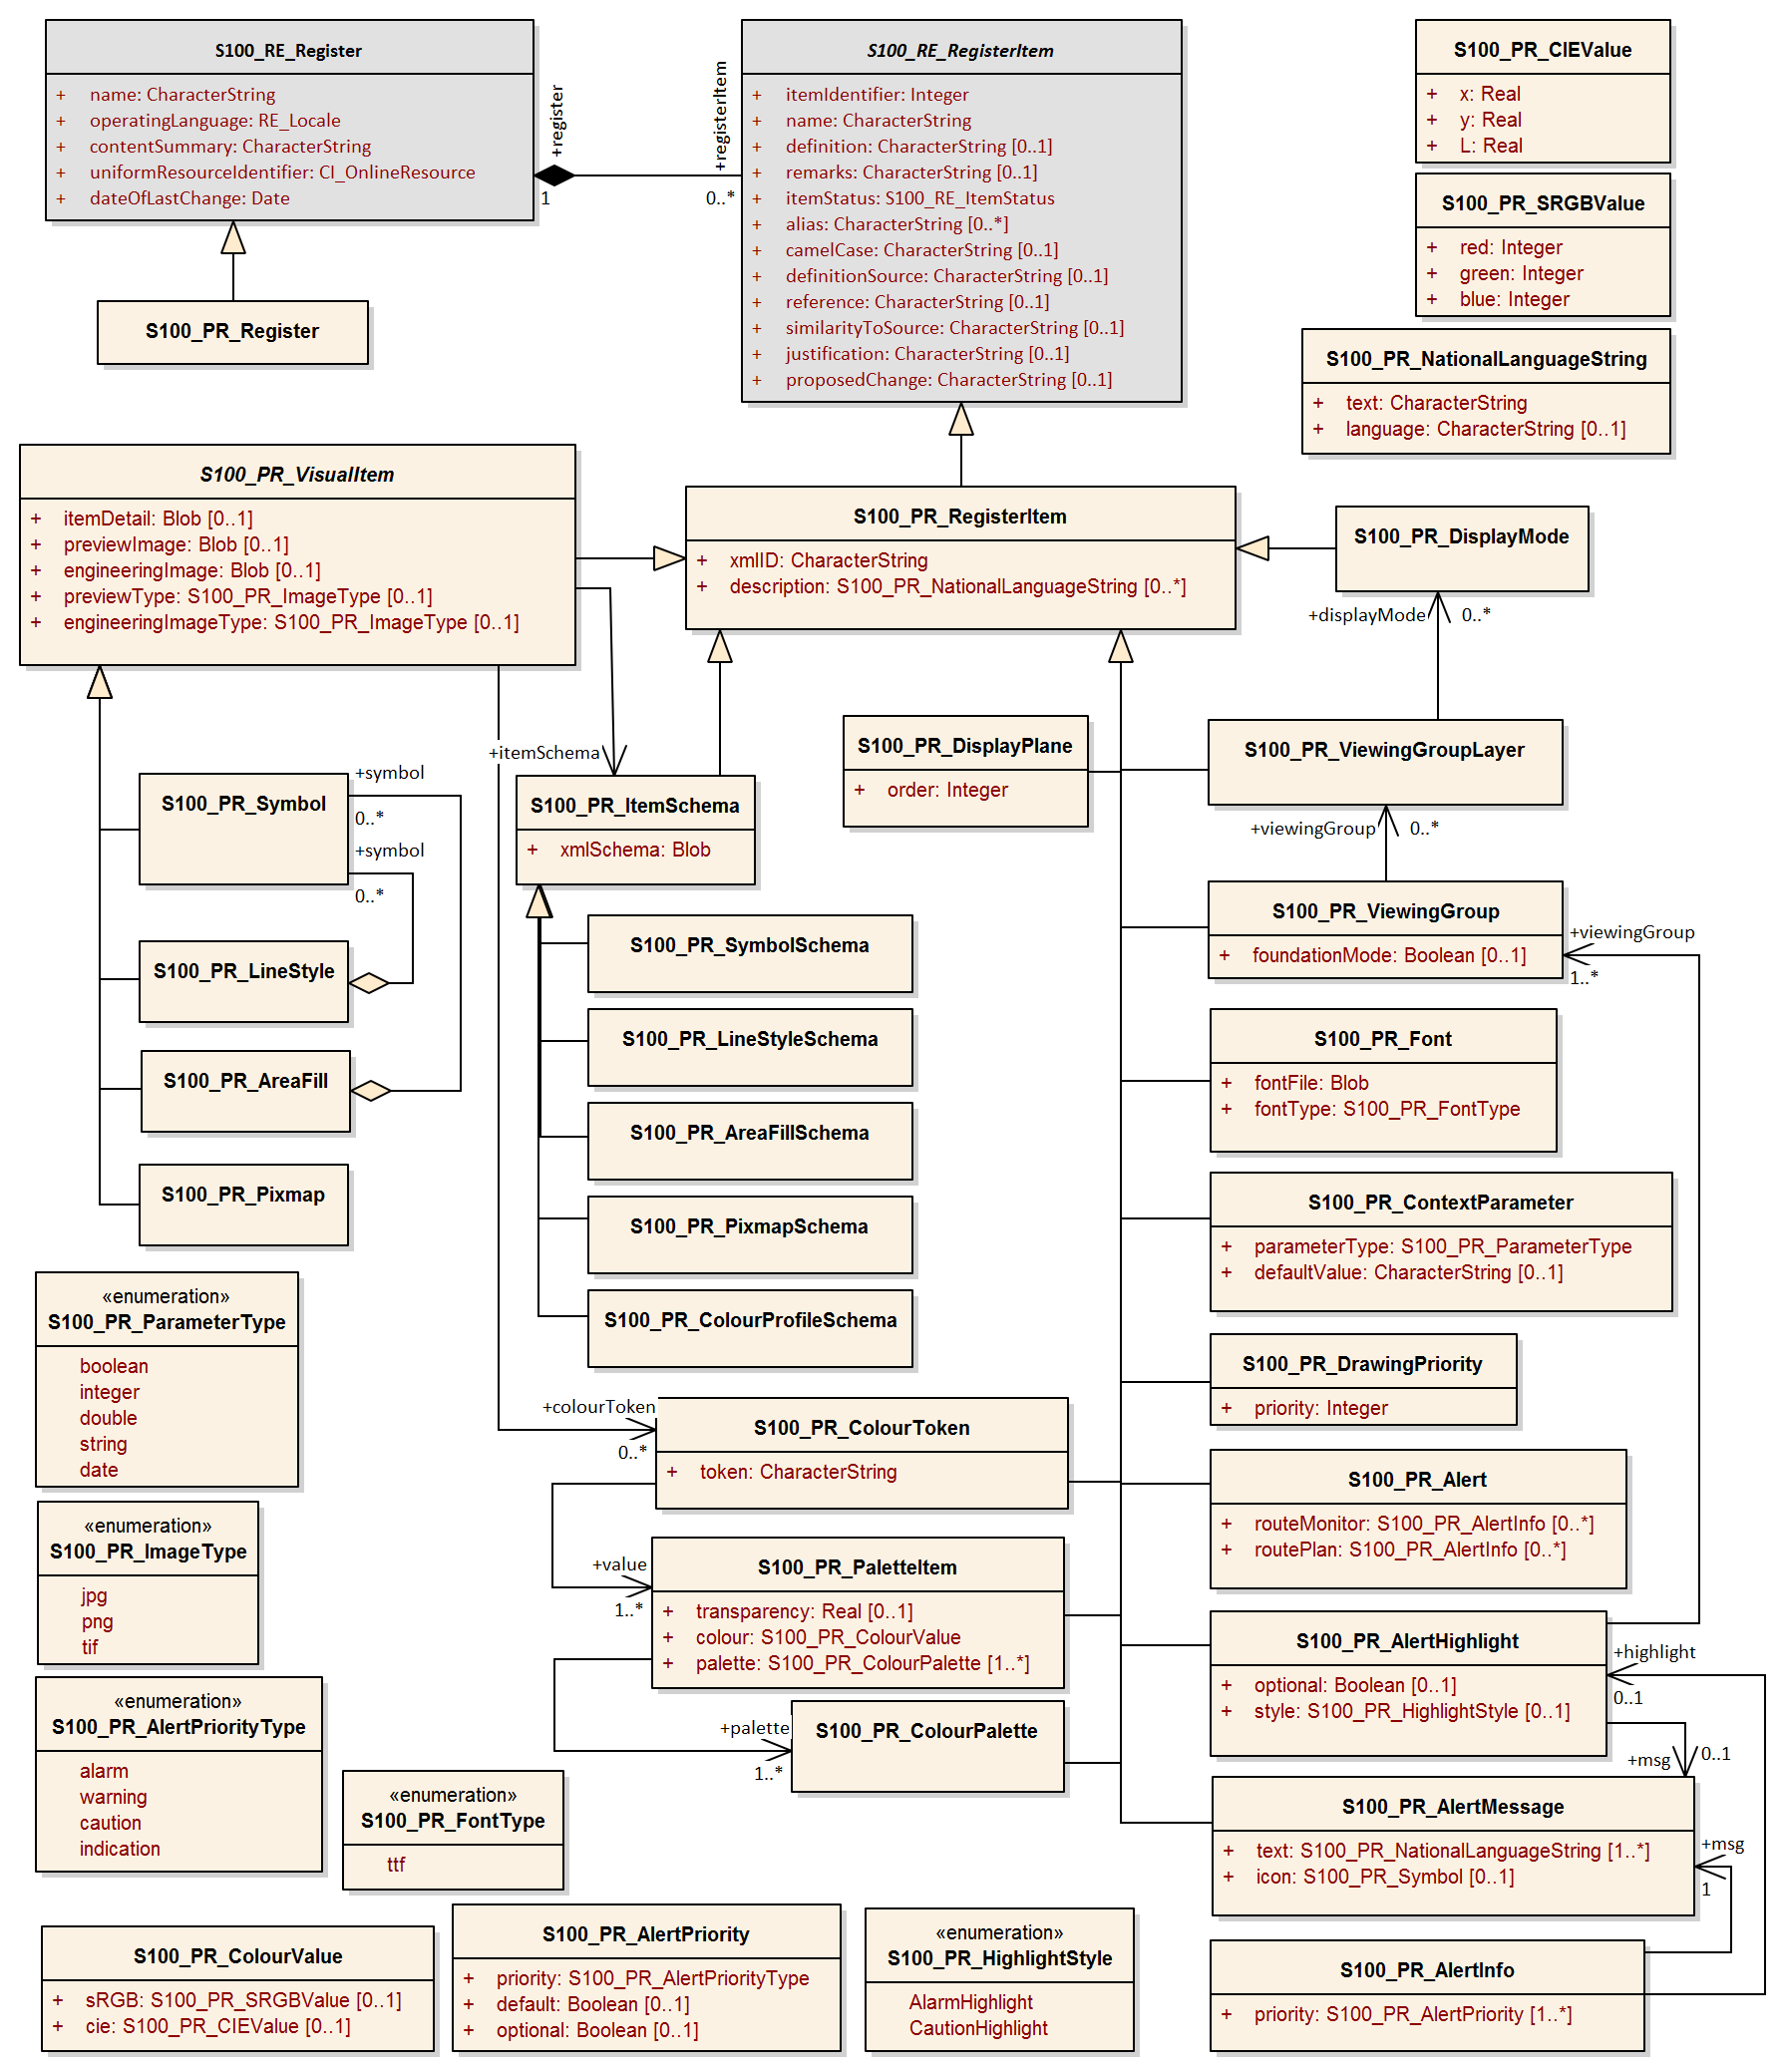 S100_RE_Register
+ name: CharacterString
+ operatingLanguage: RE_Locale
+ contentSummary: CharacterString
+ uniformResourceIdentifier: CI_OnlineResource
+ dateOfLastChange: Date
+register
1
+registerItem
0..*
S100_RE_RegisterItem
+ itemIdentifier: Integer
+ name: CharacterString
+ definition: CharacterString [0..1]
+ remarks: CharacterString [0..1]
+ itemStatus: S100_RE_ItemStatus
+ alias: CharacterString [0..*]
+ camelCase: CharacterString [0..1]
+ definitionSource: CharacterString [0..1]
+ reference: CharacterString [0..1]
+ similarityToSource: CharacterString [0..1]
+ justification: CharacterString [0..1]
+ proposedChange: CharacterString [0..1]
S100_PR_CIEValue
+ x: Real
+ y: Real
+ L: Real
S100_PR_SRGBValue
+ red: Integer
+ green: Integer
+ blue: Integer
S100_PR_NationalLanguageString
+ text: CharacterString
+ language: CharacterString [0..1]
S100_PR_Register
S100_PR_VisualItem
+ itemDetail: Blob [0..1]
+ previewImage: Blob [0..1]
+ engineeringImage: Blob [0..1]
+ previewType: S100_PR_ImageType [0..1]
+ engineeringImageType: S100_PR_ImageType [0..1]
S100_PR_RegisterItem
+ xmlID: CharacterString
+ description: S100_PR_NationalLanguageString [0..*]
S100_PR_DisplayMode
+displayMode
0..*
S100_PR_DisplayPlane
+ order: Integer
S100_PR_ViewingGroupLayer
+viewingGroup
0..*
S100_PR_ViewingGroup
+ foundationMode: Boolean [0..1]
+viewingGroup
1..*
+itemSchema
S100_PR_Symbol
+symbol
0..*
+symbol
0..*
S100_PR_LineStyle
S100_PR_AreaFill
S100_PR_Pixmap
S100_PR_ItemSchema
+ xmlSchema: Blob
S100_PR_SymbolSchema
S100_PR_LineStyleSchema
S100_PR_AreaFillSchema
S100_PR_PixmapSchema
S100_PR_ColourProfileSchema
S100_PR_Font
+ fontFile: Blob
+ fontType: S100_PR_FontType
S100_PR_ContextParameter
+ parameterType: S100_PR_ParameterType
+ defaultValue: CharacterString [0..1]
S100_PR_DrawingPriority
+ priority: Integer
«enumeration»
S100_PR_ParameterType
boolean
integer
double
string
date
«enumeration»
S100_PR_ImageType
jpg
png
tif
«enumeration»
S100_PR_AlertPriorityType
alarm
warning
caution
indication
«enumeration»
S100_PR_FontType
ttf
+colourToken
0..*
S100_PR_ColourToken
+ token: CharacterString
+value
1..*
S100_PR_PaletteItem
+ transparency: Real [0..1]
+ colour: S100_PR_ColourValue
+ palette: S100_PR_ColourPalette [1..*]
+palette
1..*
S100_PR_ColourPalette
S100_PR_Alert
+ routeMonitor: S100_PR_AlertInfo [0..*]
+ routePlan: S100_PR_AlertInfo [0..*]
S100_PR_AlertHighlight
+ optional: Boolean [0..1]
+ style: S100_PR_HighlightStyle [0..1]
+highlight
0..1
+msg
0..1
S100_PR_AlertMessage
+ text: S100_PR_NationalLanguageString [1..*]
+ icon: S100_PR_Symbol [0..1]
+msg
1
S100_PR_ColourValue
+ sRGB: S100_PR_SRGBValue [0..1]
+ cie: S100_PR_CIEValue [0..1]
S100_PR_AlertPriority
+ priority: S100_PR_AlertPriorityType
+ default: Boolean [0..1]
+ optional: Boolean [0..1]
«enumeration»
S100_PR_HighlightStyle
AlarmHighlight
CautionHighlight
S100_PR_AlertInfo
+ priority: S100_PR_AlertPriority [1..*]